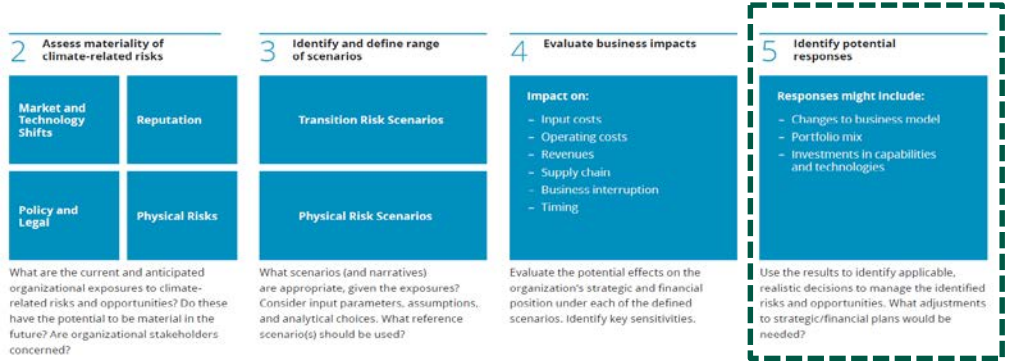 2
Assess materiality of
climate-related risks
Market and
Technology
Shifts
Reputation
Policy and
Legal
Physical Risks
What are the current and anticipated
organizational exposures to climate-
related risks and opportunities? Do these
have the potential to be material in the
future? Are organizational stakeholders
concerned?
3
Identify and define range
of scenarios
Transition Risk Scenarios
Physical Risk Scenarios
What scenarios (and narratives)
are appropriate, given the exposures?
Consider input parameters, assumptions,
and analytical choices. What reference
scenario(s) should be used?
4
Evaluate business impacts
Impact on:
– Input costs
– Operating costs
– Revenues
– Supply chain
– Business interruption
– Timing
Evaluate the potential effects on the
organization's strategic and financial
position under each of the defined
scenarios. Identify key sensitivities.
5
Identify potential
responses
Responses might include:
– Changes to business model
– Portfolio mix
– Investments in capabilities
and technologies
Use the results to identify applicable,
realistic decisions to manage the identified
risks and opportunities. What adjustments
to strategic/financial plans would be
needed?